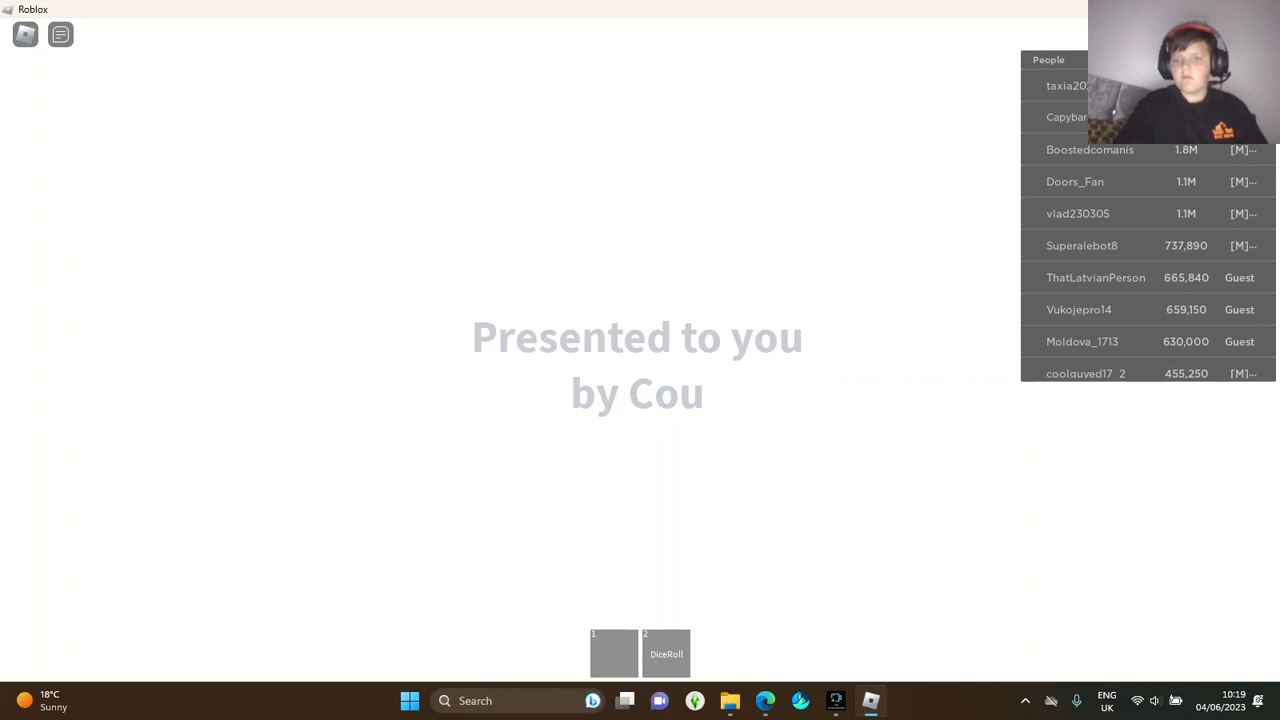 Roblox
People
taxia20
Capybar
Boostedcomanis 1.8M [M]...
Doors_Fan 1.1M [M]...
vlad230305 1.1M [M]...
Superalebot8 737,890 [M]...
ThatLatvianPerson 665,840 Guest
Vukojepro14 659,150 Guest
Moldova_1713 630,000 Guest
coolguyed17_2 455,250 [M]...
Presented to you
by Cou
1
2
DiceRoll
18°C
Sunny
Search
ENG
UK
10:19
04/06/2023